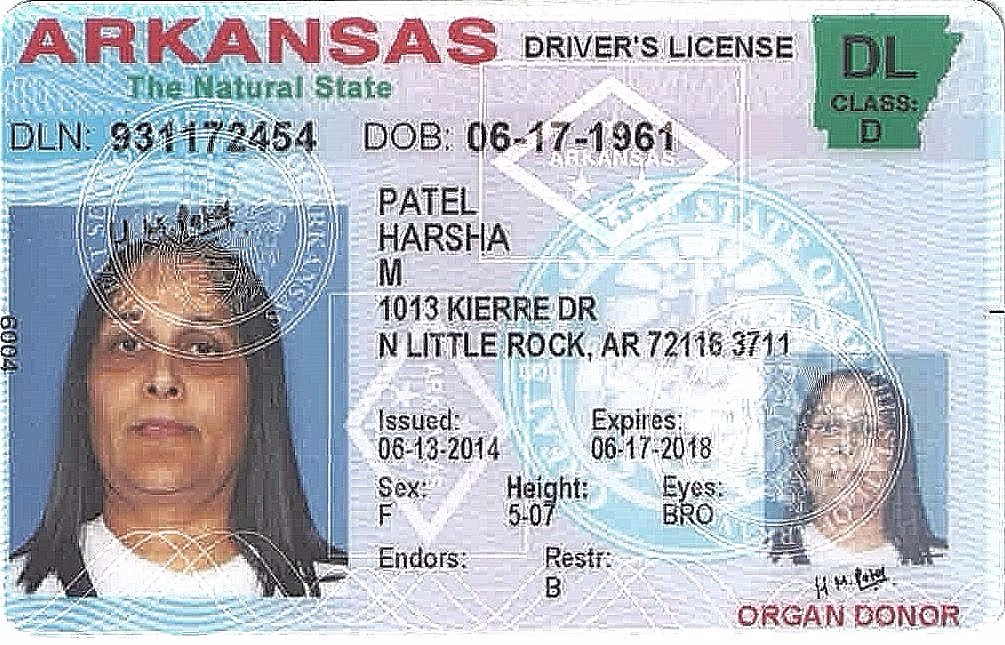 ARKANSAS DRIVER'S LICENSE
The Natural State
DL
CLASS:
D
DLN: 931172454 DOB: 06-17-1961
ARKANSAS
PATEL
HARSHA
M
1013 KIERRE DR
N LITTLE ROCK, AR 72116 3711
6004
Issued: Expires:
06-13-2014 06-17-2018
Sex: Height: Eyes:
F 5-07 BRO
Endors: Restr:
B
H M. Patel
ORGAN DONOR